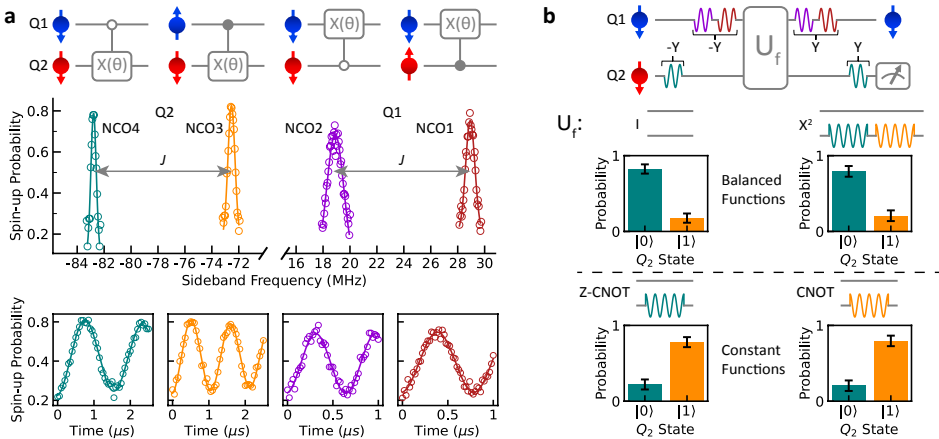 a
Q1
Q2
X(θ)
X(θ)
X(θ)
X(θ)
Spin-up Probability
0.8
0.6
0.4
0.2
NCO4
Q2
NCO3
NCO2
Q1
NCO1
J
J
-84 -82 -80 -78 -76 -74 -72
16 18 20 22 24 26 28 30
Sideband Frequency (MHz)
Spin-up Probability
0.8
0.4
0.2
0 1 2
Time (μs)
0 1 2
Time (μs)
0 0.5 1
Time (μs)
0 0.5 1
Time (μs)
b
Q1
Q2
-Y
-Y
Uf
Y
Y
Uf:
I
X²
Probability
1
0
|0⟩ |1⟩
Q2 State
Balanced
Functions
Probability
1
0
|0⟩ |1⟩
Q2 State
Z-CNOT
CNOT
Probability
1
0
|0⟩ |1⟩
Q2 State
Constant
Functions
Probability
1
0
|0⟩ |1⟩
Q2 State